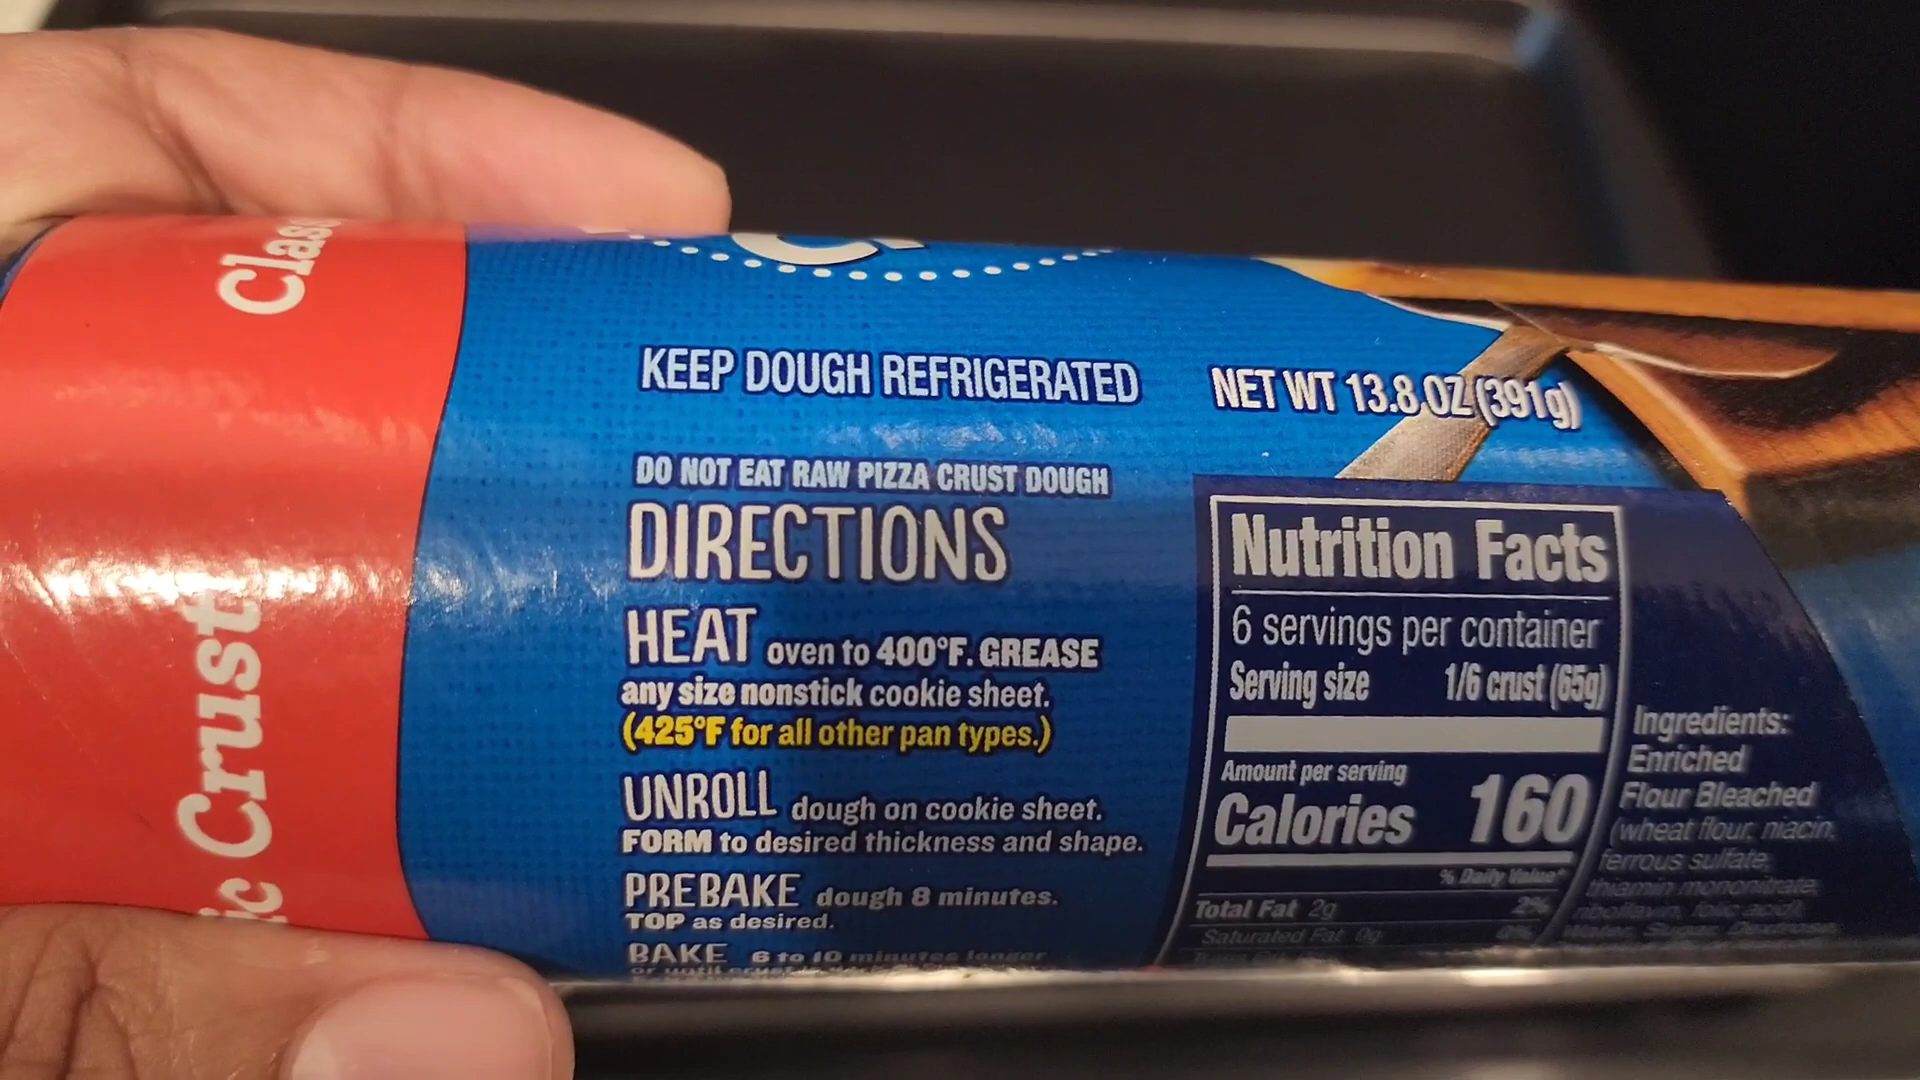 Clas
ic Crust
KEEP DOUGH REFRIGERATED
NET WT 13.8 OZ (391g)
DO NOT EAT RAW PIZZA CRUST DOUGH
DIRECTIONS
HEAT oven to 400°F. GREASE
any size nonstick cookie sheet.
(425°F for all other pan types.)
UNROLL dough on cookie sheet.
FORM to desired thickness and shape.
PREBAKE dough 8 minutes.
TOP as desired.
BAKE 6 to 10 minutes longer
or until crust is
Nutrition Facts
6 servings per container
Serving size 1/6 crust (65g)
Amount per serving
Calories 160
% Daily Value*
Total Fat 2g 2%
Saturated Fat 0g 0%
Ingredients:
Enriched
Flour Bleached
(wheat flour, niacin,
ferrous sulfate,
thiamin mononitrate,
riboflavin, folic acid),
Water, Sugar, Dextrose,